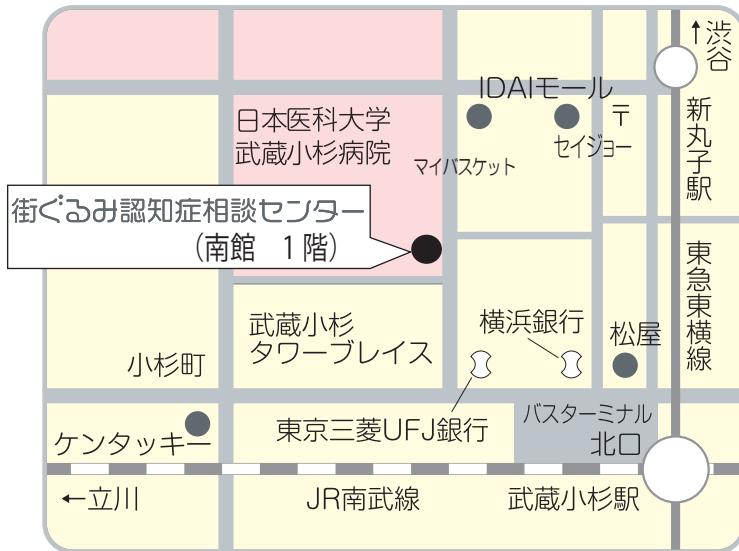 ↑渋谷
IDAIモール
日本医科大学
武蔵小杉病院
〒
セイジョー
マイバスケット
新丸子駅
街ぐるみ認知症相談センター
(南館　1階)
東急東横線
武蔵小杉
タワープレイス
横浜銀行
松屋
小杉町
バスターミナル
東京三菱UFJ銀行
北口
ケンタッキー
←立川
JR南武線
武蔵小杉駅